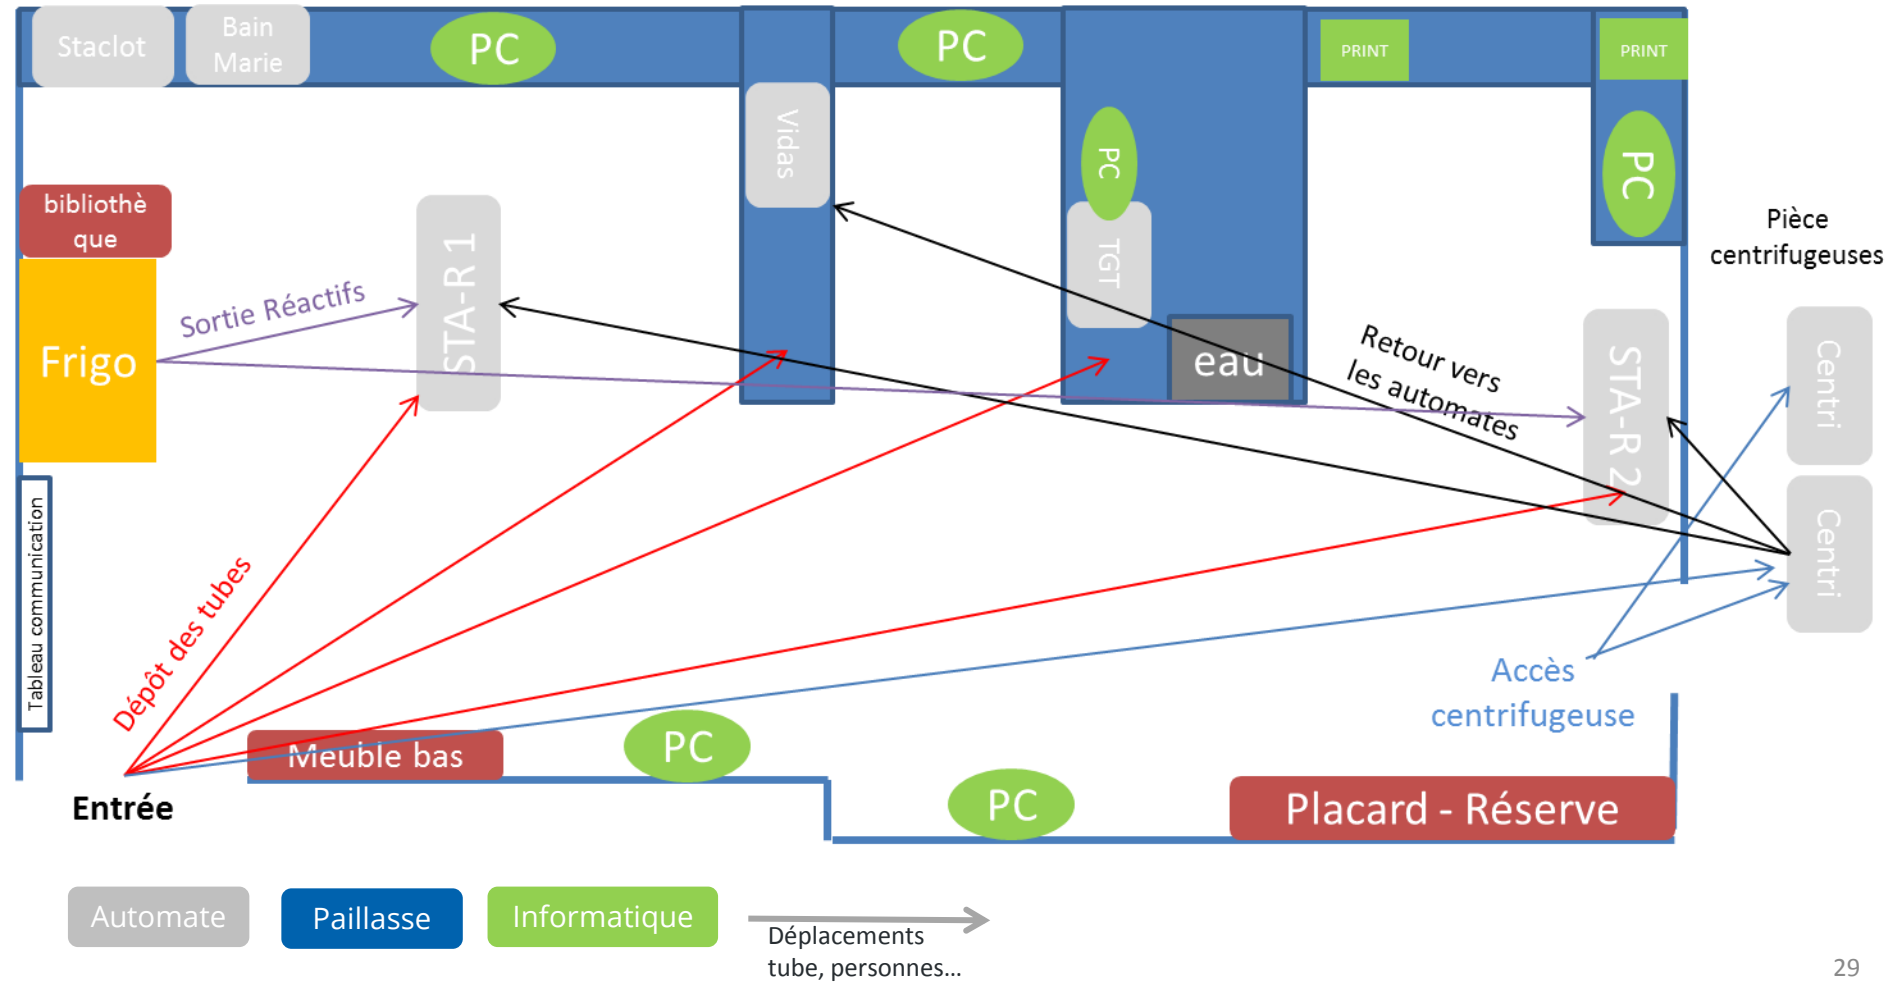 Staclot
Bain
Marie
PC
PC
PRINT
PRINT
Vidas
PC
PC
bibliothè
que
Pièce
centrifugeuses
STA-R 1
TGT
Sortie Réactifs
Frigo
eau
Retour vers
les automates
STA-R 2
Centri
Centri
Tableau communication
Dépôt des tubes
Accès
centrifugeuse
Meuble bas
PC
PC
Placard - Réserve
Entrée
Automate
Paillasse
Informatique
Déplacements
tube, personnes...
29